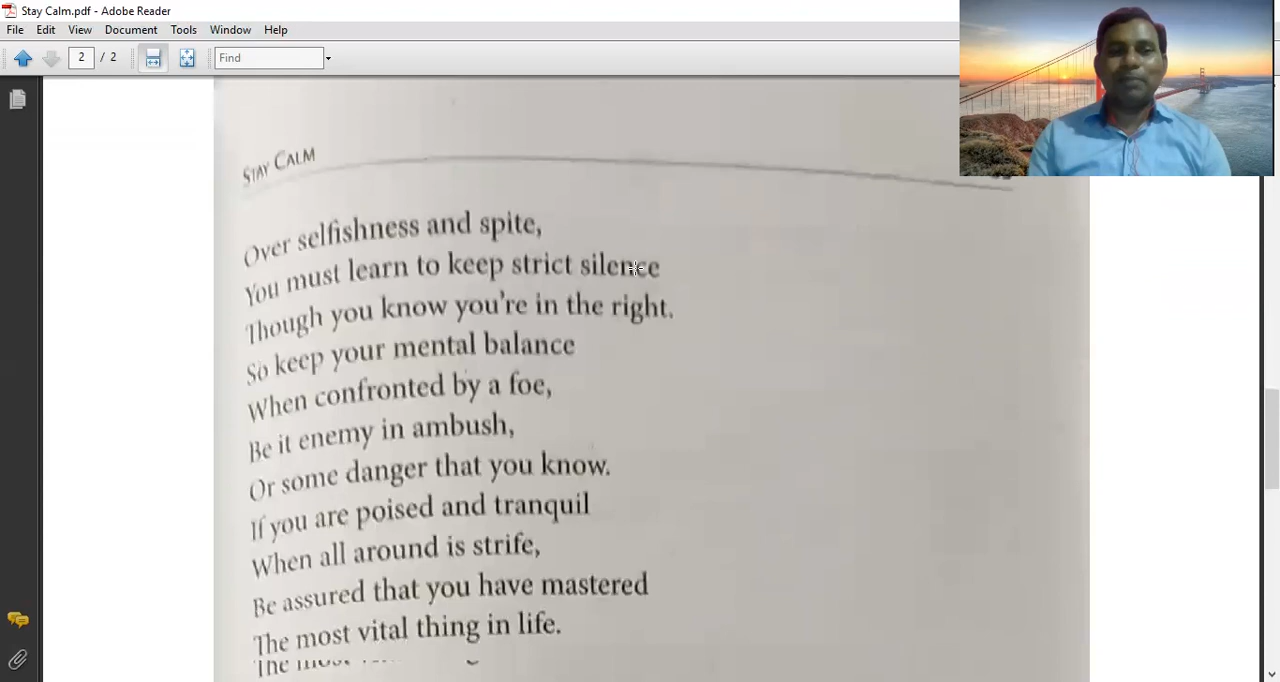 Stay Calm.pdf - Adobe Reader
File Edit View Document Tools Window Help
2 / 2 Find
STAY CALM
Over selfishness and spite,
You must learn to keep strict silence
Though you know you're in the right.
So keep your mental balance
When confronted by a foe,
Be it enemy in ambush,
Or some danger that you know.
If you are poised and tranquil
When all around is strife,
Be assured that you have mastered
The most vital thing in life.
The most